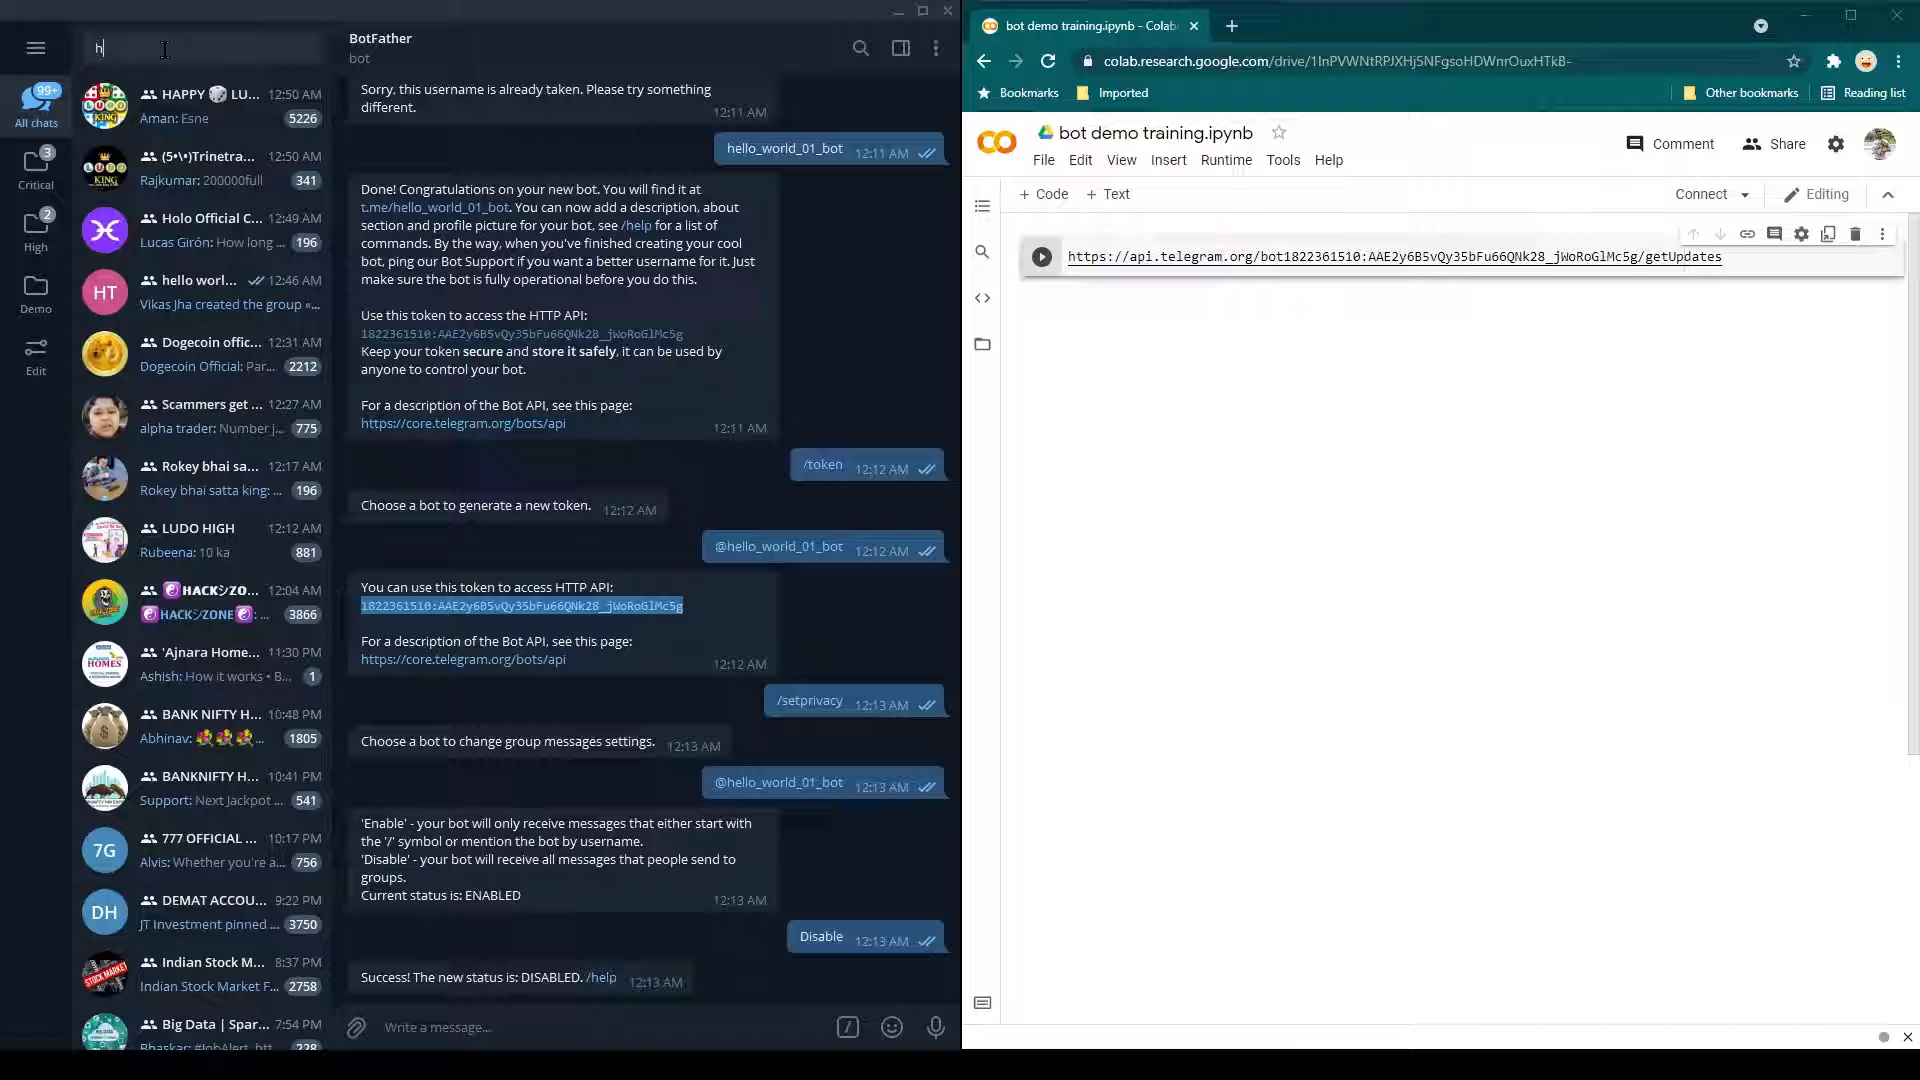 h
99+
All chats
3
Critical
2
High
Demo
Edit
HAPPY 🎲 LU... 12:50 AM
Aman: Esne 5226
(5•\•)Trinetra... 12:50 AM
Rajkumar: 200000full 341
Holo Official C... 12:49 AM
Lucas Girón: How long ... 196
HT
hello worl... 12:46 AM
Vikas Jha created the group «...
Dogecoin offic... 12:31 AM
Dogecoin Official: Par... 2212
Scammers get ... 12:27 AM
alpha trader: Number j... 775
Rokey bhai sa... 12:17 AM
Rokey bhai satta king: ... 196
LUDO HIGH 12:12 AM
Rubeena: 10 ka 881
☯HACKシZO... 12:04 AM
☯HACKシZONE☯: ... 3866
'Ajnara Home... 11:30 PM
Ashish: How it works • B... 1
BANK NIFTY H... 10:48 PM
Abhinav: 💐💐💐... 1805
BANKNIFTY H... 10:41 PM
Support: Next Jackpot ... 541
7G
777 OFFICIAL ... 10:17 PM
Alvis: Whether you're a... 756
DH
DEMAT ACCOU... 9:22 PM
JT Investment pinned ... 3750
Indian Stock M... 8:37 PM
Indian Stock Market F... 2758
Big Data | Spar... 7:54 PM
Bhaskar: #JobAlert htt... 228
BotFather
bot
Sorry, this username is already taken. Please try something
different. 12:11 AM
hello_world_01_bot 12:11 AM
Done! Congratulations on your new bot. You will find it at
t.me/hello_world_01_bot. You can now add a description, about
section and profile picture for your bot, see /help for a list of
commands. By the way, when you've finished creating your cool
bot, ping our Bot Support if you want a better username for it. Just
make sure the bot is fully operational before you do this.
Use this token to access the HTTP API:
1822361510:AAE2y6B5vQy35bFu66QNk28_jWoRoGlMc5g
Keep your token secure and store it safely, it can be used by
anyone to control your bot.
For a description of the Bot API, see this page:
https://core.telegram.org/bots/api 12:11 AM
/token 12:12 AM
Choose a bot to generate a new token. 12:12 AM
@hello_world_01_bot 12:12 AM
You can use this token to access HTTP API:
1822361510:AAE2y6B5vQy35bFu66QNk28_jWoRoGlMc5g
For a description of the Bot API, see this page:
https://core.telegram.org/bots/api 12:12 AM
/setprivacy 12:13 AM
Choose a bot to change group messages settings. 12:13 AM
@hello_world_01_bot 12:13 AM
'Enable' - your bot will only receive messages that either start with
the '/' symbol or mention the bot by username.
'Disable' - your bot will receive all messages that people send to
groups.
Current status is: ENABLED 12:13 AM
Disable 12:13 AM
Success! The new status is: DISABLED. /help 12:13 AM
Write a message...
bot demo training.ipynb - Colab
colab.research.google.com/drive/1InPVWNtRPJXHj5NFgsoHDWnrOuxHTkB-
Bookmarks Imported Other bookmarks Reading list
bot demo training.ipynb
File Edit View Insert Runtime Tools Help
Comment Share
+ Code + Text Connect Editing
https://api.telegram.org/bot1822361510:AAE2y6B5vQy35bFu66QNk28_jWoRoGlMc5g/getUpdates